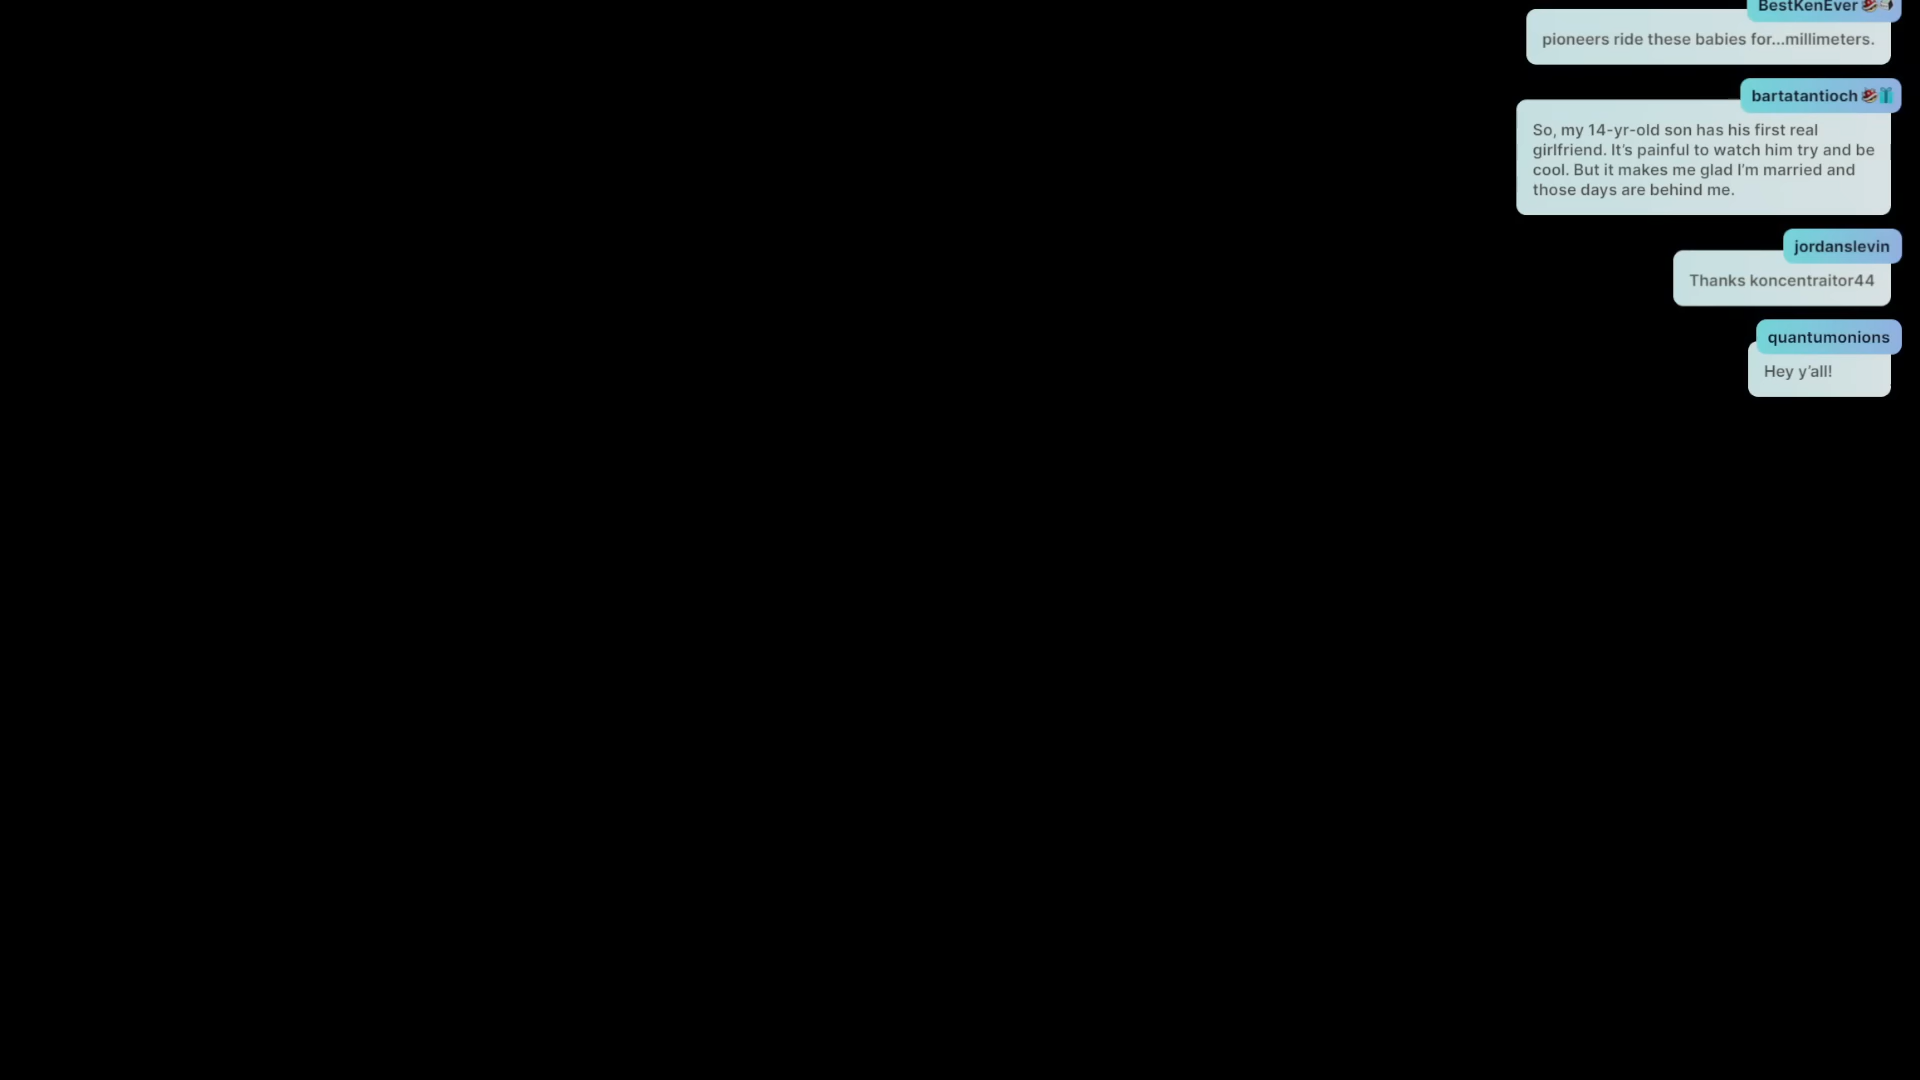 BestKenEver
pioneers ride these babies for...millimeters.
bartatantioch
So, my 14-yr-old son has his first real
girlfriend. It’s painful to watch him try and be
cool. But it makes me glad I’m married and
those days are behind me.
jordanslevin
Thanks koncentraitor44
quantumonions
Hey y’all!